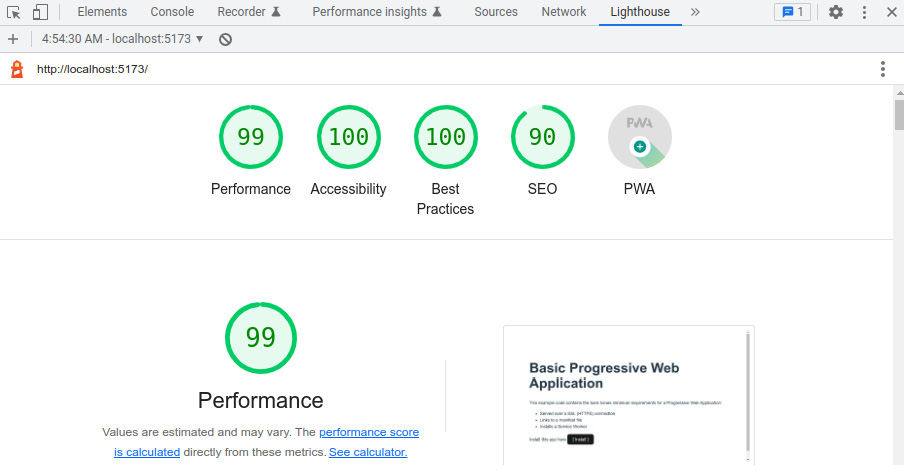 Elements Console Recorder Performance insights Sources Network Lighthouse 1
4:54:30 AM - localhost:5173
http://localhost:5173/
99 100 100 90 PWA
Performance Accessibility Best Practices SEO PWA
99
Performance
Values are estimated and may vary. The performance score
is calculated directly from these metrics. See calculator.
Basic Progressive Web
Application
This example code contains the bare bones minimum requirements for a Progressive Web Application:
Served over a SSL (HTTPS) connection
Links to a manifest file
Installs a Service Worker
Install this app here: [ Install ]